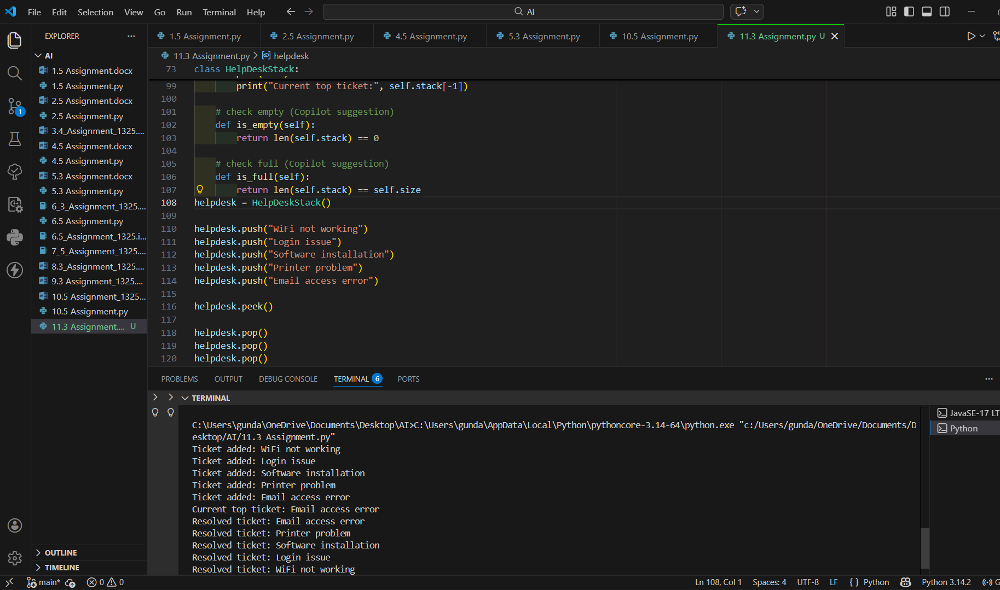 File Edit Selection View Go Run Terminal Help
AI
EXPLORER
AI
1.5 Assignment.docx
1.5 Assignment.py
2.5 Assignment.docx
2.5 Assignment.py
3.4_Assignment_1325....
4.5 Assignment.docx
4.5 Assignment.py
5.3 Assignment.docx
5.3 Assignment.py
6_3_Assignment_1325....
6.5 Assignment.py
6.5_Assignment_1325.i...
7_5_Assignment_1325....
8.3_Assignment_1325....
9.3 Assignment_1325....
10.5 Assignment_1325...
10.5 Assignment.py
11.3 Assignment.... U
OUTLINE
TIMELINE
1
1.5 Assignment.py 2.5 Assignment.py 4.5 Assignment.py 5.3 Assignment.py 10.5 Assignment.py 11.3 Assignment.py U
11.3 Assignment.py > helpdesk
73 class HelpDeskStack:
99 print("Current top ticket:", self.stack[-1])
100
101 # check empty (Copilot suggestion)
102 def is_empty(self):
103 return len(self.stack) == 0
104
105 # check full (Copilot suggestion)
106 def is_full(self):
107 return len(self.stack) == self.size
108 helpdesk = HelpDeskStack()
109
110 helpdesk.push("WiFi not working")
111 helpdesk.push("Login issue")
112 helpdesk.push("Software installation")
113 helpdesk.push("Printer problem")
114 helpdesk.push("Email access error")
115
116 helpdesk.peek()
117
118 helpdesk.pop()
119 helpdesk.pop()
120 helpdesk.pop()
PROBLEMS OUTPUT DEBUG CONSOLE TERMINAL 6 PORTS
TERMINAL
C:\Users\gunda\OneDrive\Documents\Desktop\AI>C:\Users\gunda\AppData\Local\Python\pythoncore-3.14-64\python.exe "c:/Users/gunda/OneDrive/Documents/D
esktop/AI/11.3 Assignment.py"
Ticket added: WiFi not working
Ticket added: Login issue
Ticket added: Software installation
Ticket added: Printer problem
Ticket added: Email access error
Current top ticket: Email access error
Resolved ticket: Email access error
Resolved ticket: Printer problem
Resolved ticket: Software installation
Resolved ticket: Login issue
Resolved ticket: WiFi not working
JavaSE-17 LT
Python
main* 0 0 Ln 108, Col 1 Spaces: 4 UTF-8 LF { } Python Python 3.14.2 G